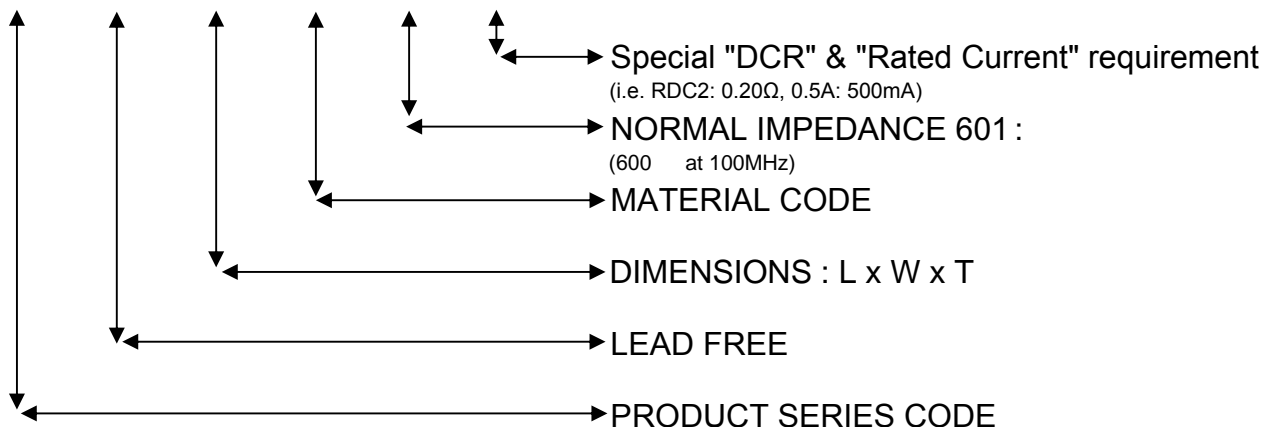 Special "DCR" & "Rated Current" requirement
(i.e. RDC2: 0.20Ω, 0.5A: 500mA)
NORMAL IMPEDANCE 601 :
(600 at 100MHz)
MATERIAL CODE
DIMENSIONS : L x W x T
LEAD FREE
PRODUCT SERIES CODE